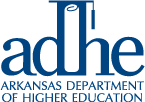 adhe
ARKANSAS DEPARTMENT
OF HIGHER EDUCATION